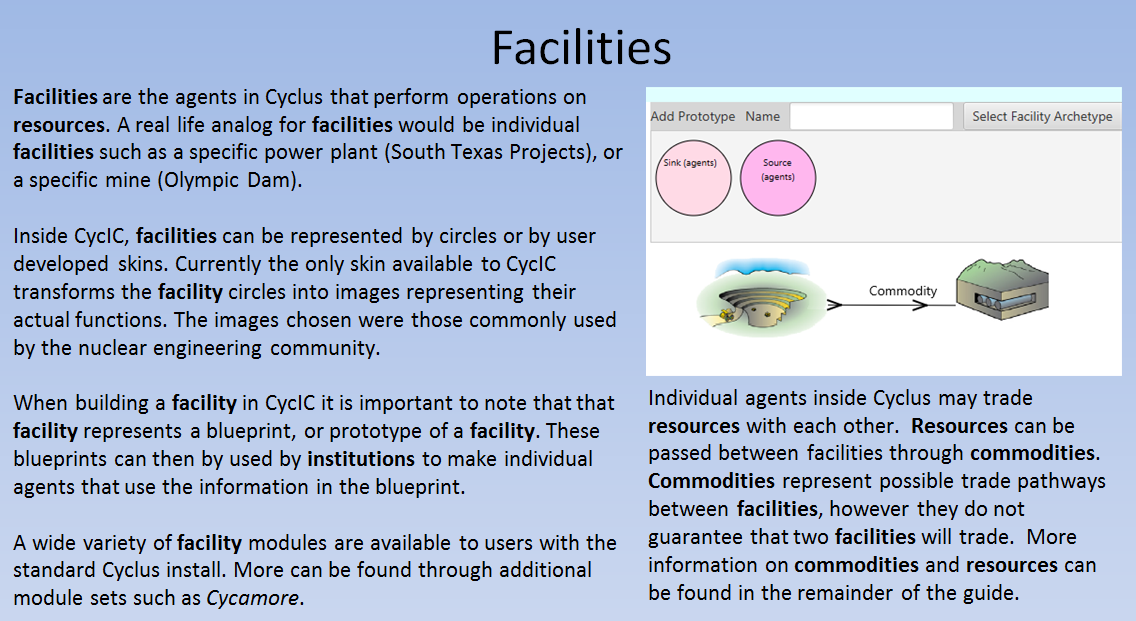 Facilities
Facilities are the agents in Cyclus that perform operations on
resources. A real life analog for facilities would be individual
facilities such as a specific power plant (South Texas Projects), or
a specific mine (Olympic Dam).
Inside CycIC, facilities can be represented by circles or by user
developed skins. Currently the only skin available to CycIC
transforms the facility circles into images representing their
actual functions. The images chosen were those commonly used
by the nuclear engineering community.
When building a facility in CycIC it is important to note that that
facility represents a blueprint, or prototype of a facility. These
blueprints can then by used by institutions to make individual
agents that use the information in the blueprint.
A wide variety of facility modules are available to users with the
standard Cyclus install. More can be found through additional
module sets such as Cycamore.
Add Prototype Name Select Facility Archetype
Sink (agents)
Source
(agents)
Commodity
Individual agents inside Cyclus may trade
resources with each other. Resources can be
passed between facilities through commodities.
Commodities represent possible trade pathways
between facilities, however they do not
guarantee that two facilities will trade. More
information on commodities and resources can
be found in the remainder of the guide.